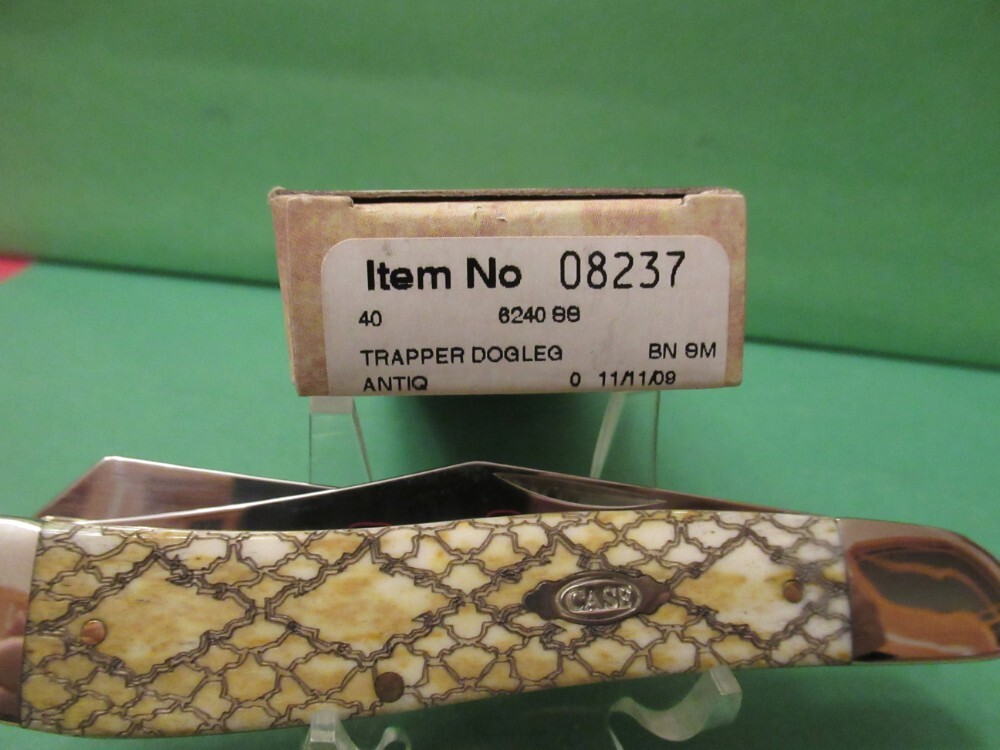 Item No 08237
40 6240 SS
TRAPPER DOGLEG BN SM
ANTIQ 0 11/11/09
CASE